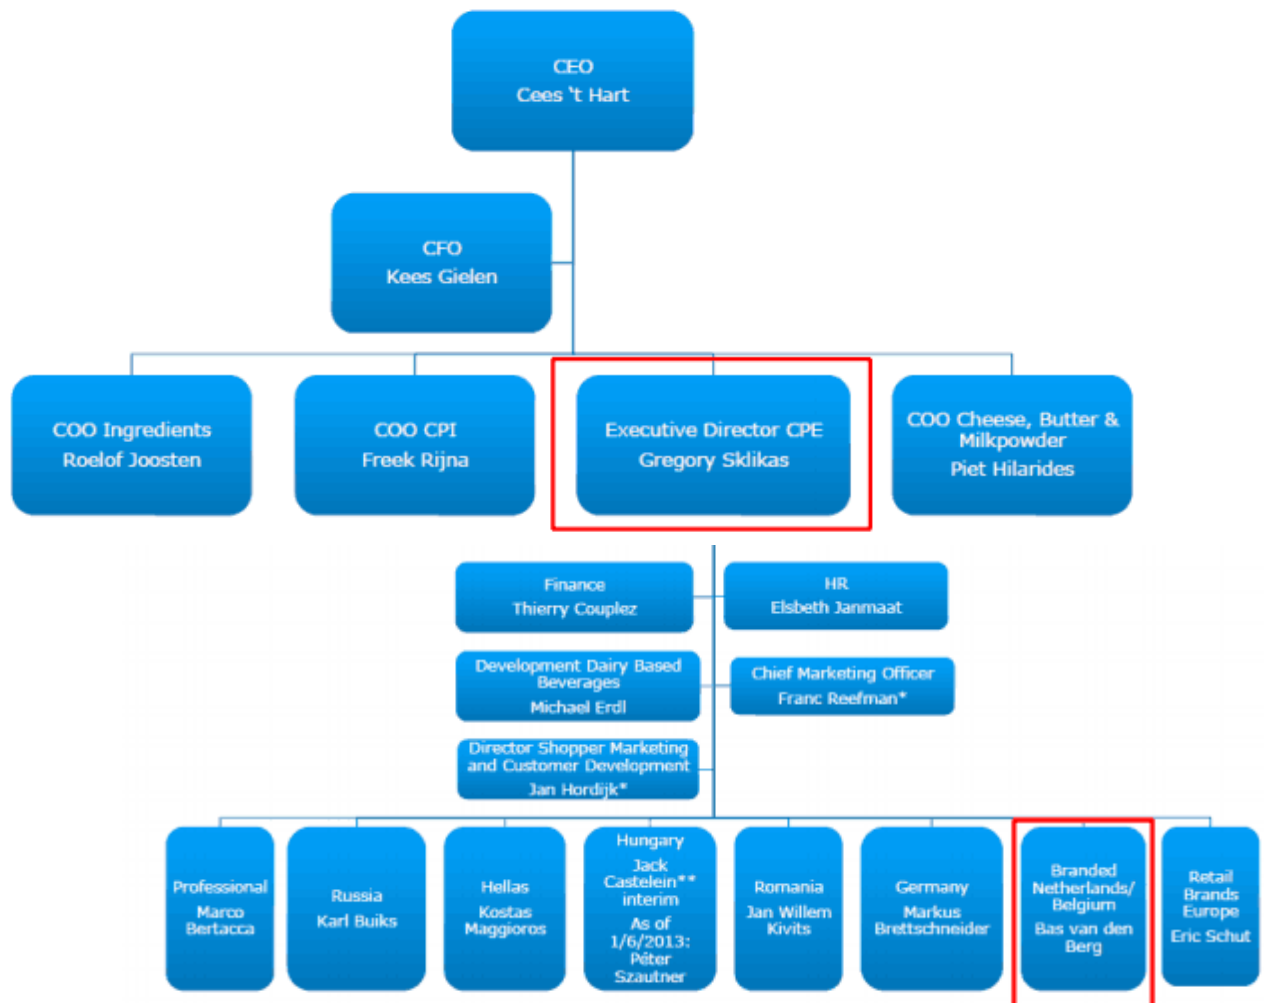 CEO
Cees ‘t Hart
CFO
Kees Gielen
COO Ingredients
Roelof Joosten
COO CPI
Freek Rijna
Executive Director CPE
Gregory Sklikas
COO Cheese, Butter &
Milkpowder
Piet Hilarides
Finance
Thierry Couplez
HR
Elsbeth Janmaat
Development Dairy Based
Beverages
Michael Erdl
Chief Marketing Officer
Franc Reefman*
Director Shopper Marketing
and Customer Development
Jan Hordijk*
Professional
Marco
Bertacca
Russia
Karl Buiks
Hellas
Kostas
Maggioros
Hungary
Jack
Castelein**
interim
As of
1/6/2013:
Péter
Szautner
Romania
Jan Willem
Kivits
Germany
Markus
Brettschneider
Branded
Netherlands/
Belgium
Bas van den
Berg
Retail
Brands
Europe
Eric Schut